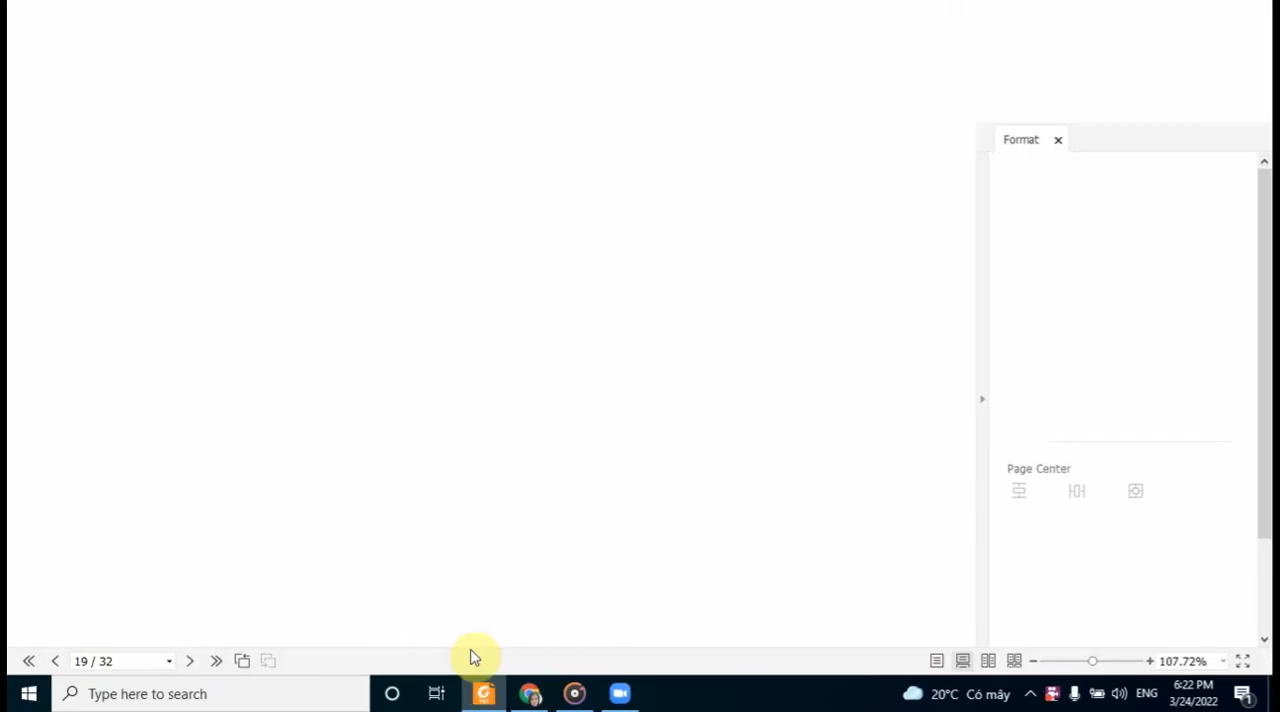 Format
Page Center
19 / 32
107.72%
Type here to search
20°C Có mây
ENG
6:22 PM
3/24/2022
1